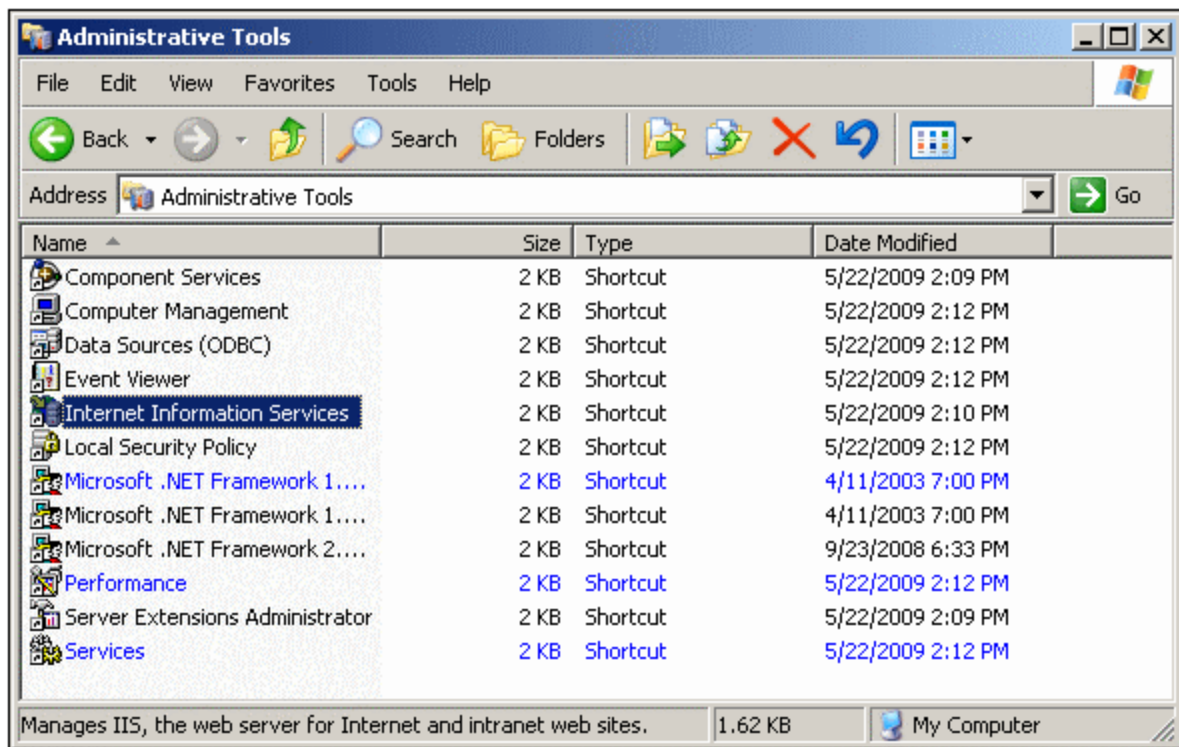 Administrative Tools
File Edit View Favorites Tools Help
Back Search Folders
Address Administrative Tools Go
Name Size Type Date Modified
Component Services 2 KB Shortcut 5/22/2009 2:09 PM
Computer Management 2 KB Shortcut 5/22/2009 2:12 PM
Data Sources (ODBC) 2 KB Shortcut 5/22/2009 2:12 PM
Event Viewer 2 KB Shortcut 5/22/2009 2:12 PM
Internet Information Services 2 KB Shortcut 5/22/2009 2:10 PM
Local Security Policy 2 KB Shortcut 5/22/2009 2:12 PM
Microsoft .NET Framework 1.... 2 KB Shortcut 4/11/2003 7:00 PM
Microsoft .NET Framework 1.... 2 KB Shortcut 4/11/2003 7:00 PM
Microsoft .NET Framework 2.... 2 KB Shortcut 9/23/2008 6:33 PM
Performance 2 KB Shortcut 5/22/2009 2:12 PM
Server Extensions Administrator 2 KB Shortcut 5/22/2009 2:09 PM
Services 2 KB Shortcut 5/22/2009 2:12 PM
Manages IIS, the web server for Internet and intranet web sites. 1.62 KB My Computer